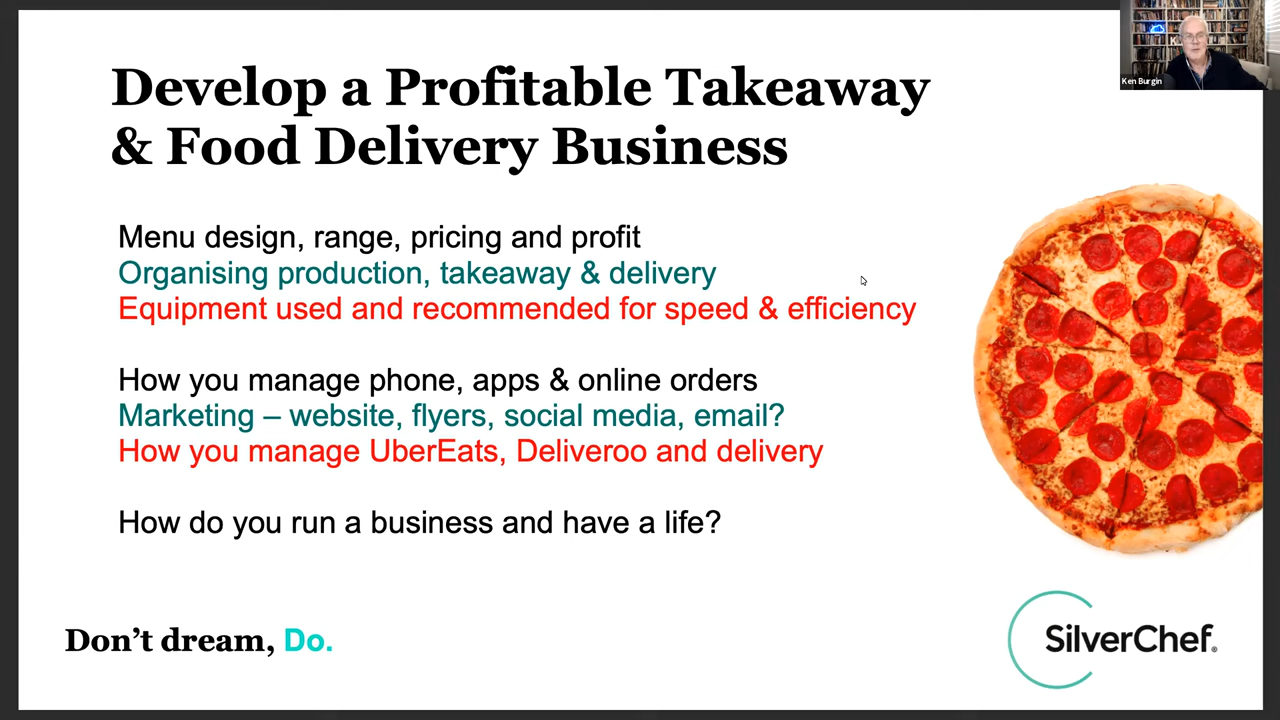 Ken Burgin
Develop a Profitable Takeaway
& Food Delivery Business
Menu design, range, pricing and profit
Organising production, takeaway & delivery
Equipment used and recommended for speed & efficiency
How you manage phone, apps & online orders
Marketing – website, flyers, social media, email?
How you manage UberEats, Deliveroo and delivery
How do you run a business and have a life?
Don’t dream, Do.
SilverChef®